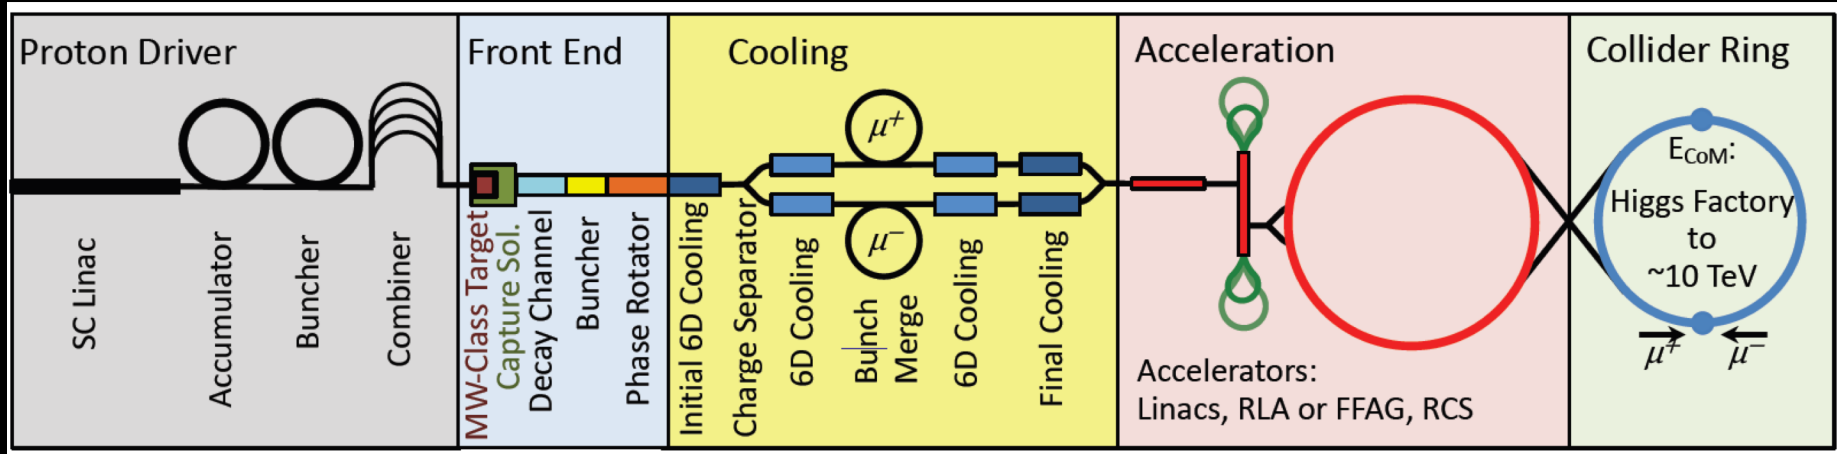 Proton Driver
SC Linac
Accumulator
Buncher
Combiner
Front End
MW-Class Target
Capture Sol.
Decay Channel
Buncher
Phase Rotator
Cooling
Initial 6D Cooling
Charge Separator
6D Cooling
μ+
μ−
Bunch
Merge
6D Cooling
Final Cooling
Acceleration
Accelerators:
Linacs, RLA or FFAG, RCS
Collider Ring
ECoM:
Higgs Factory
to
~10 TeV
μ+ μ−